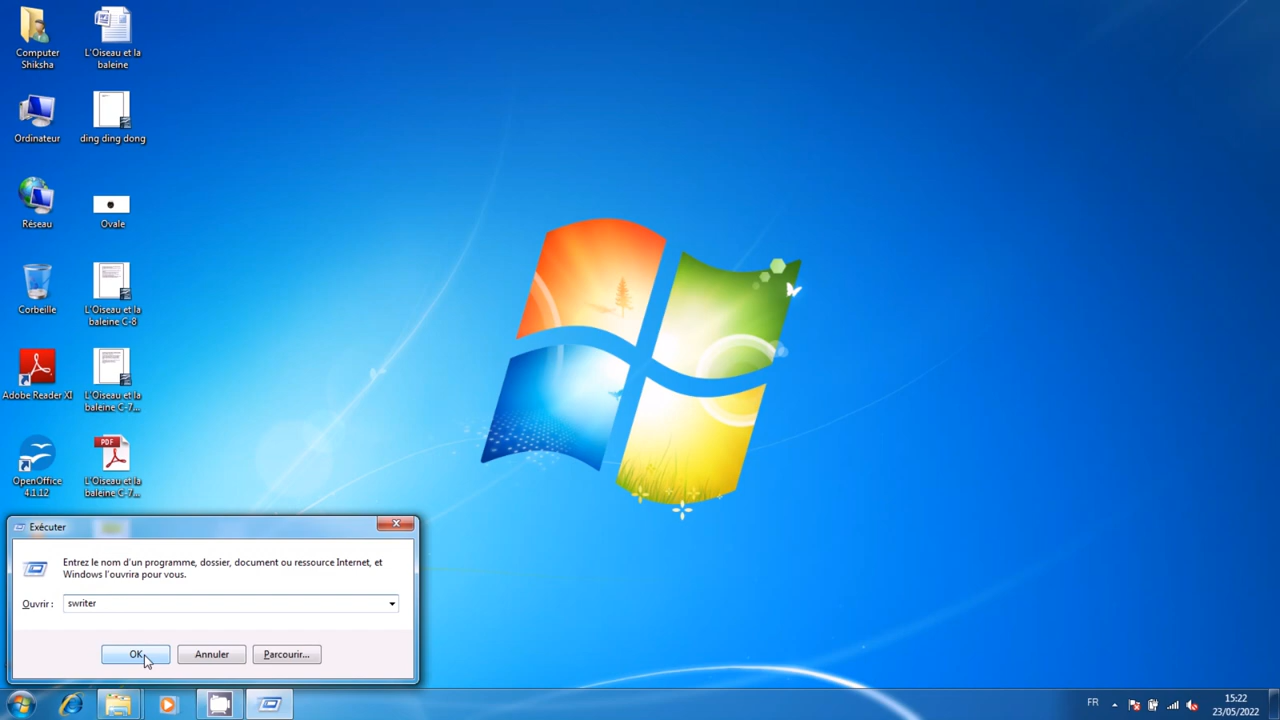 Computer
Shiksha
L'Oiseau et la
baleine
Ordinateur
ding ding dong
Réseau
Ovale
Corbeille
L'Oiseau et la
baleine C-8
Adobe Reader XI
L'Oiseau et la
baleine C-7...
OpenOffice
4.1.12
PDF
L'Oiseau et la
baleine C-7...
Exécuter
Entrez le nom d'un programme, dossier, document ou ressource Internet, et
Windows l'ouvrira pour vous.
Ouvrir :
swriter
OK
Annuler
Parcourir...
FR
15:22
23/05/2022